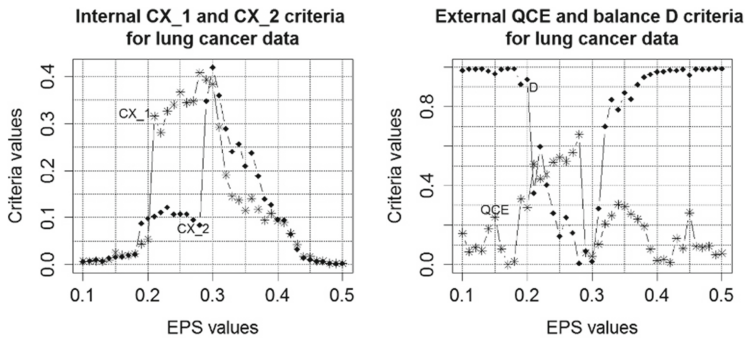 Internal CX_1 and CX_2 criteria
for lung cancer data
Criteria values
0.4
0.3
0.2
0.1
0.0
CX_1
CX_2
0.1 0.2 0.3 0.4 0.5
EPS values
External QCE and balance D criteria
for lung cancer data
Criteria values
0.8
0.4
0.0
D
QCE
0.1 0.2 0.3 0.4 0.5
EPS values